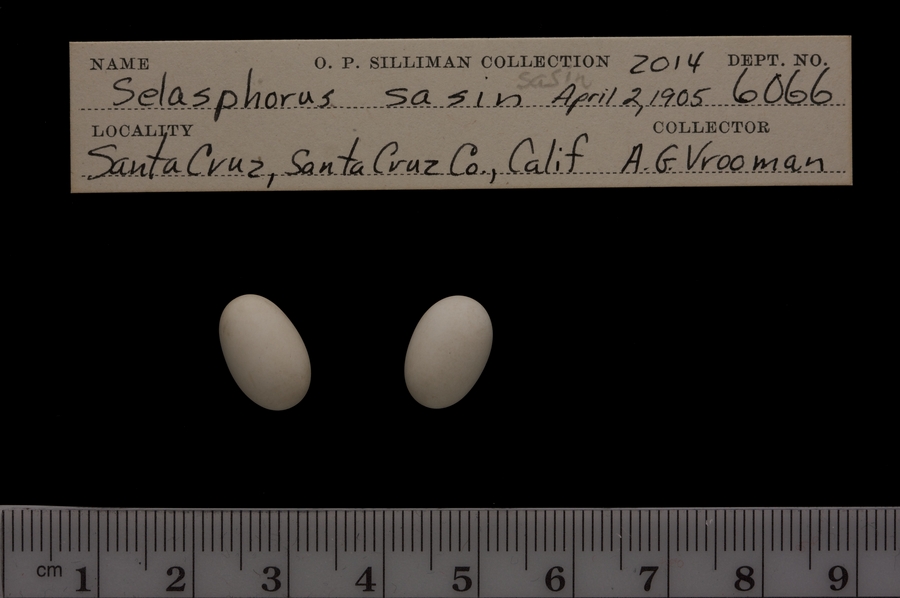 NAME O. P. SILLIMAN COLLECTION 2014 DEPT. NO.
sasin
Selasphorus sasin April 2, 1905 6066
LOCALITY COLLECTOR
Santa Cruz, Santa Cruz Co., Calif A. G. Vrooman
cm 1 2 3 4 5 6 7 8 9